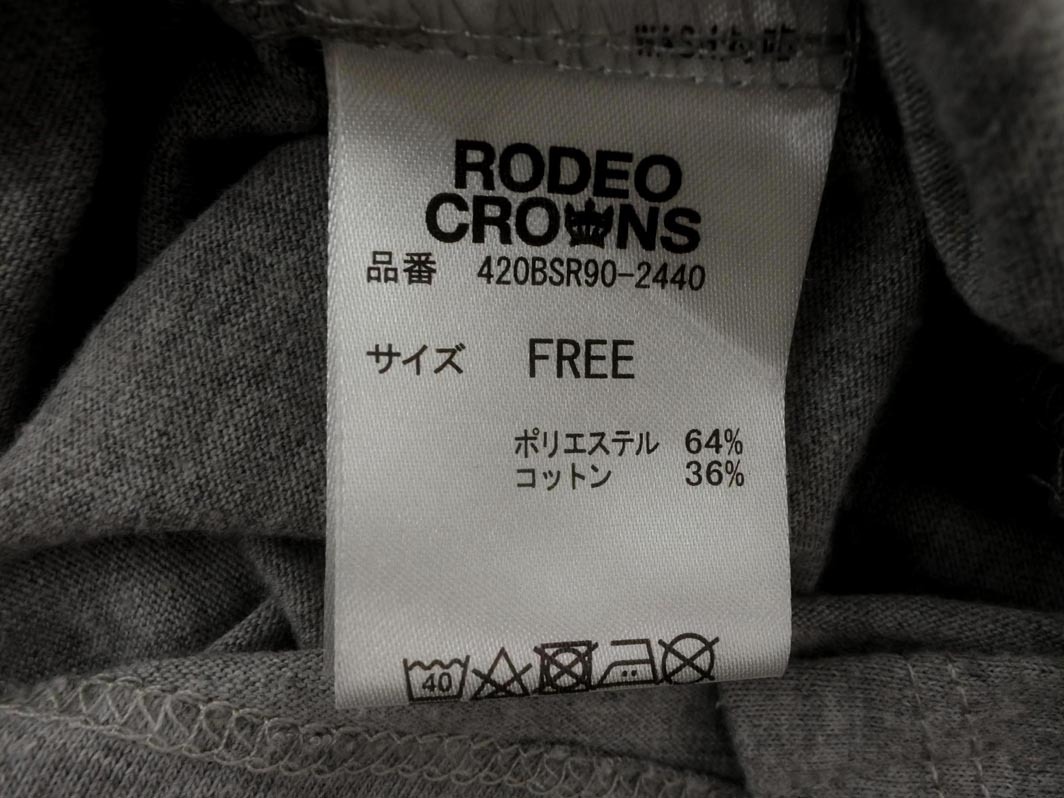 RODEO
CROWNS
品番 420BSR90-2440
サイズ FREE
ポリエステル 64%
コットン 36%
40